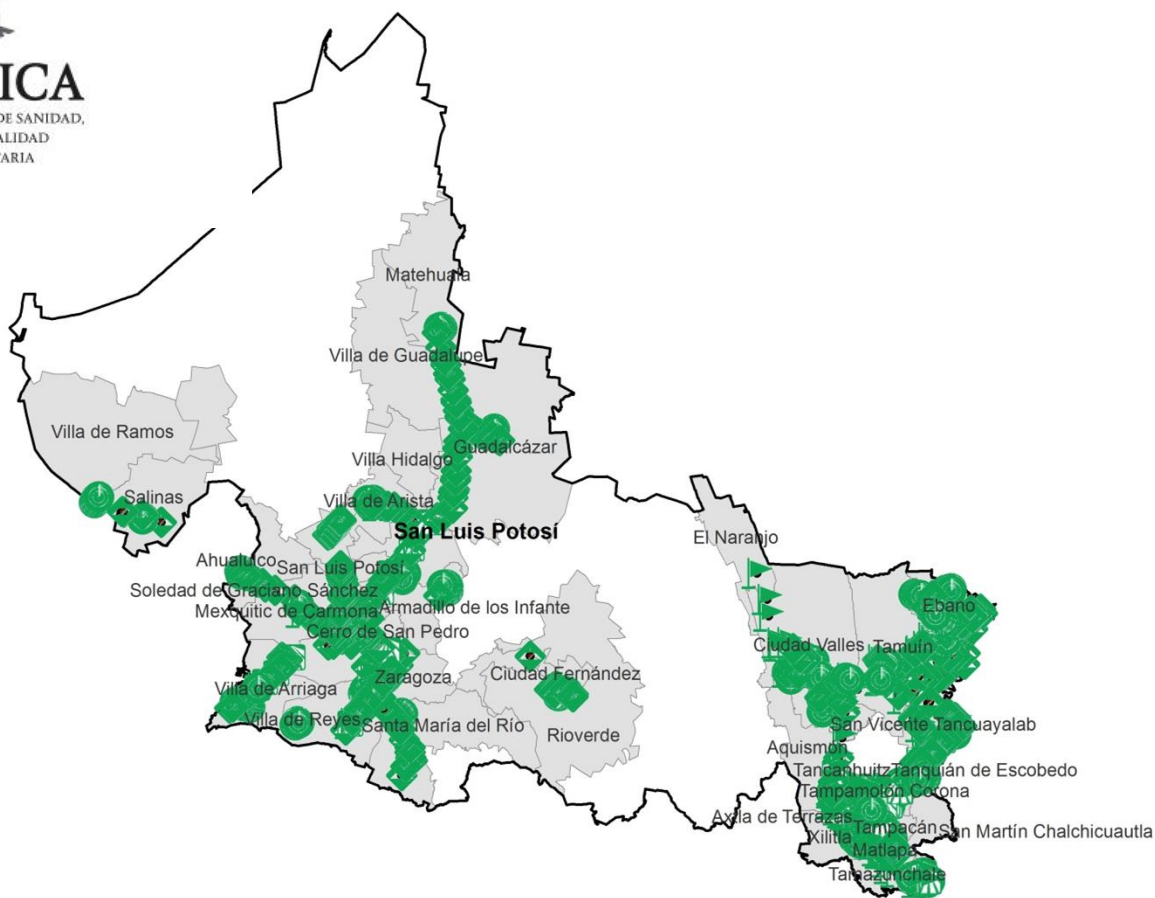 ICA
DE SANIDAD,
ALIDAD
TARIA
Matehuala
Villa de Guadalupe
Villa de Ramos
Guadalcázar
Villa Hidalgo
Salinas
Villa de Arista
San Luis Potosí
El Naranjo
Ahualulco
San Luis Potosí
Soledad de Graciano Sánchez
Mexquitic de Carmona
Armadillo de los Infante
Ebano
Cerro de San Pedro
Ciudad Valles
Tamuín
Zaragoza
Ciudad Fernández
Villa de Arriaga
Villa de Reyes
Santa María del Río
Rioverde
San Vicente Tancuayalab
Aquismón
Tancanhuitz
Tanquián de Escobedo
Tampamolón Corona
Axtla de Terrazas
Tampacán
San Martín Chalchicuautla
Xilitla
Matlapa
Tamazunchale